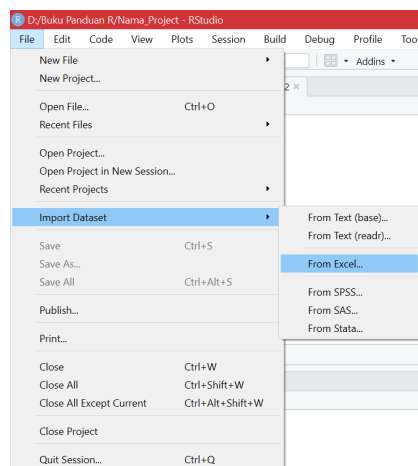 D:/Buku Panduan R/Nama_Project - RStudio
File Edit Code View Plots Session Build Debug Profile Too
Addins
2 ×
New File
New Project...
Open File... Ctrl+O
Recent Files
Open Project...
Open Project in New Session...
Recent Projects
Import Dataset
From Text (base)...
From Text (readr)...
From Excel...
From SPSS...
From SAS...
From Stata...
Save Ctrl+S
Save As...
Save All Ctrl+Alt+S
Publish...
Print...
Close Ctrl+W
Close All Ctrl+Shift+W
Close All Except Current Ctrl+Alt+Shift+W
Close Project
Quit Session... Ctrl+Q